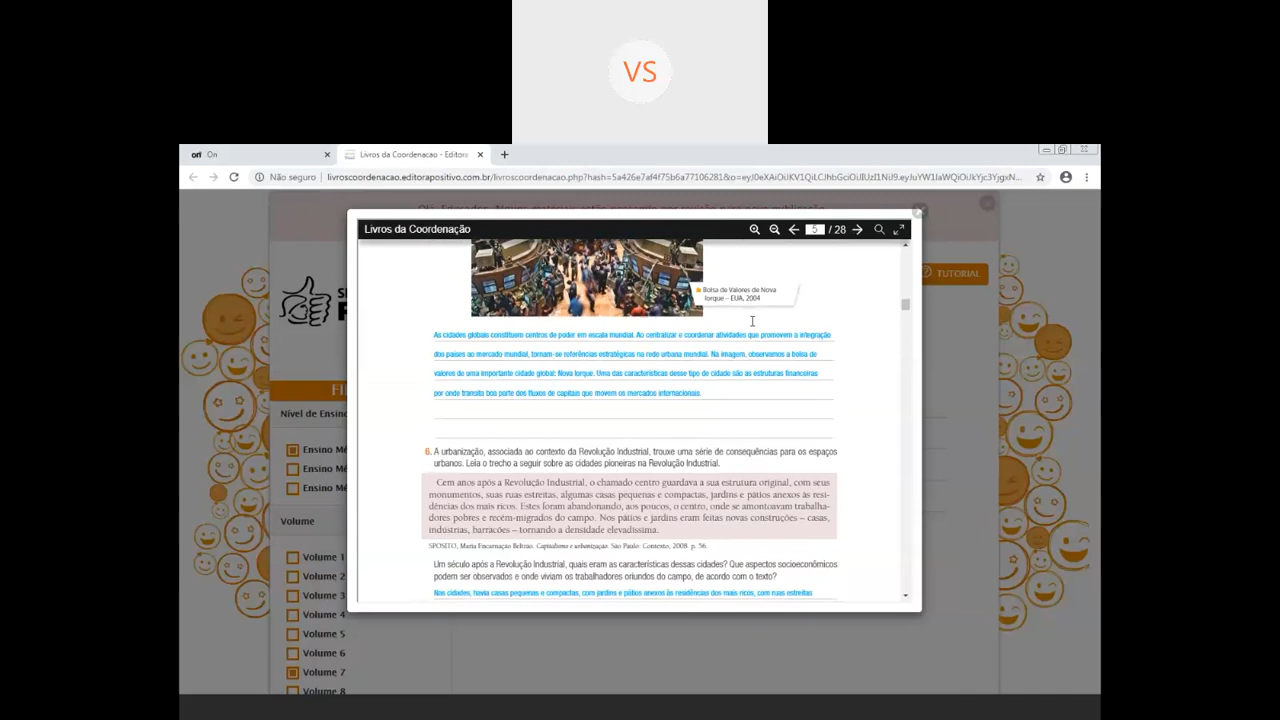 VS
On
Livros da Coordenacao - Editora
Não seguro
Livros da Coordenação
5 / 28
TUTORIAL
Bolsa de Valores de Nova
Iorque – EUA, 2004
As cidades globais constituem centros de poder em escala mundial. Ao centralizar e coordenar atividades que promovem a integração
dos países ao mercado mundial, tornam-se referências estratégicas na rede urbana mundial. Na imagem, observamos a bolsa de
valores de uma importante cidade global: Nova Iorque. Uma das características desse tipo de cidade são as estruturas financeiras
por onde transita boa parte dos fluxos de capitais que movem os mercados internacionais.
6. A urbanização, associada ao contexto da Revolução Industrial, trouxe uma série de consequências para os espaços
urbanos. Leia o trecho a seguir sobre as cidades pioneiras na Revolução Industrial.
Cem anos após a Revolução Industrial, o chamado centro guardava a sua estrutura original, com seus
monumentos, suas ruas estreitas, algumas casas pequenas e compactas, jardins e pátios anexos às resi-
dências dos mais ricos. Estes foram abandonando, aos poucos, o centro, onde se amontoavam trabalha-
dores pobres e recém-migrados do campo. Nos pátios e jardins eram feitas novas construções – casas,
indústrias, barracões – tornando a densidade elevadíssima.
SPOSITO, Maria Encarnação Beltrão. Capitalismo e urbanização. São Paulo: Contexto, 2008. p. 56.
Um século após a Revolução Industrial, quais eram as características dessas cidades? Que aspectos socioeconômicos
podem ser observados e onde viviam os trabalhadores oriundos do campo, de acordo com o texto?
Nas cidades, havia casas pequenas e compactas, com jardins e pátios anexos às residências dos mais ricos, com ruas estreitas
Nível de Ensino
Ensino Mé
Ensino Mé
Ensino Mé
Volume
Volume 1
Volume 2
Volume 3
Volume 4
Volume 5
Volume 6
Volume 7
Volume 8